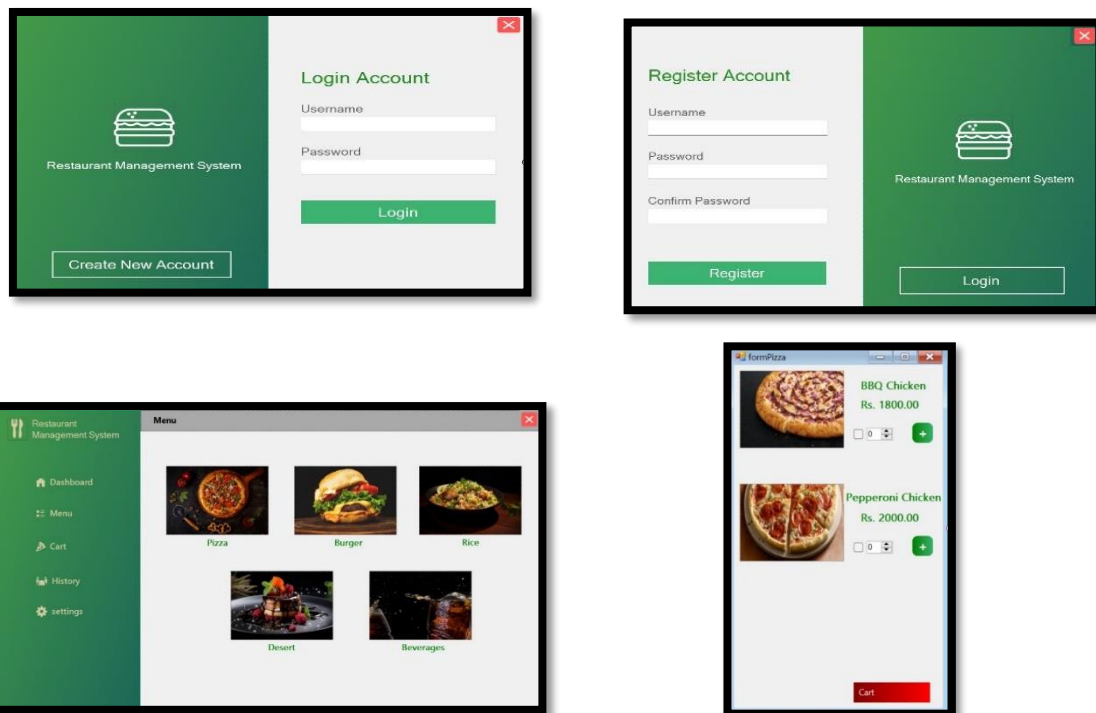 Login Account
Username
Password
Login
Restaurant Management System
Create New Account
Register Account
Username
Password
Confirm Password
Register
Restaurant Management System
Login
Restaurant
Management System
Dashboard
Menu
Cart
History
settings
Menu
Pizza
Burger
Rice
Desert
Beverages
formPizza
BBQ Chicken
Rs. 1800.00
0
+
Pepperoni Chicken
Rs. 2000.00
0
+
Cart